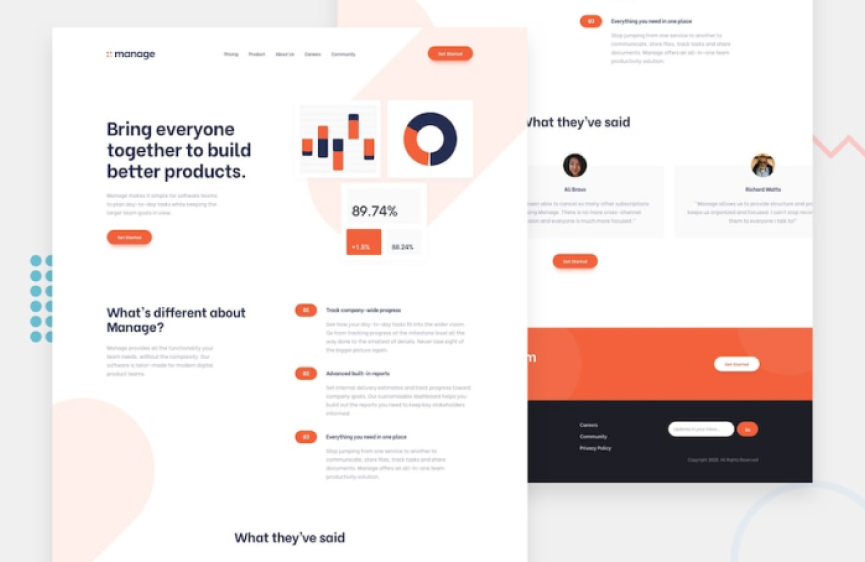 manage
Pricing Product About Us Careers Community
Get Started
Bring everyone
together to build
better products.
Manage makes it simple for software teams
to plan day-to-day tasks while keeping the
larger team goals in view.
Get Started
89.74%
+1.8%
88.24%
What's different about
Manage?
Manage provides all the functionality your
team needs, without the complexity. Our
software is tailor-made for modern digital
product teams.
01 Track company-wide progress
See how your day-to-day tasks fit into the wider vision.
Go from tracking progress at the milestone level all the
way done to the smallest of details. Never lose sight of
the bigger picture again.
02 Advanced built-in reports
Set internal delivery estimates and track progress toward
company goals. Our customisable dashboard helps you
build out the reports you need to keep key stakeholders
informed.
03 Everything you need in one place
Stop jumping from one service to another to
communicate, store files, track tasks and share
documents. Manage offers an all-in-one team
productivity solution.
What they've said
03 Everything you need in one place
Stop jumping from one service to another to
communicate, store files, track tasks and share
documents. Manage offers an all-in-one team
productivity solution.
What they've said
Ali Bravo
been able to cancel so many other subscriptions
using Manage. There is no more cross-channel
and everyone is much more focused."
Richard Watts
"Manage allows us to provide structure and
keeps us organized and focused. I can't stop
them to everyone I talk to!"
Get Started
m
Get Started
Careers
Community
Privacy Policy
Updates in your inbox…
Go
Copyright 2020. All Rights Reserved